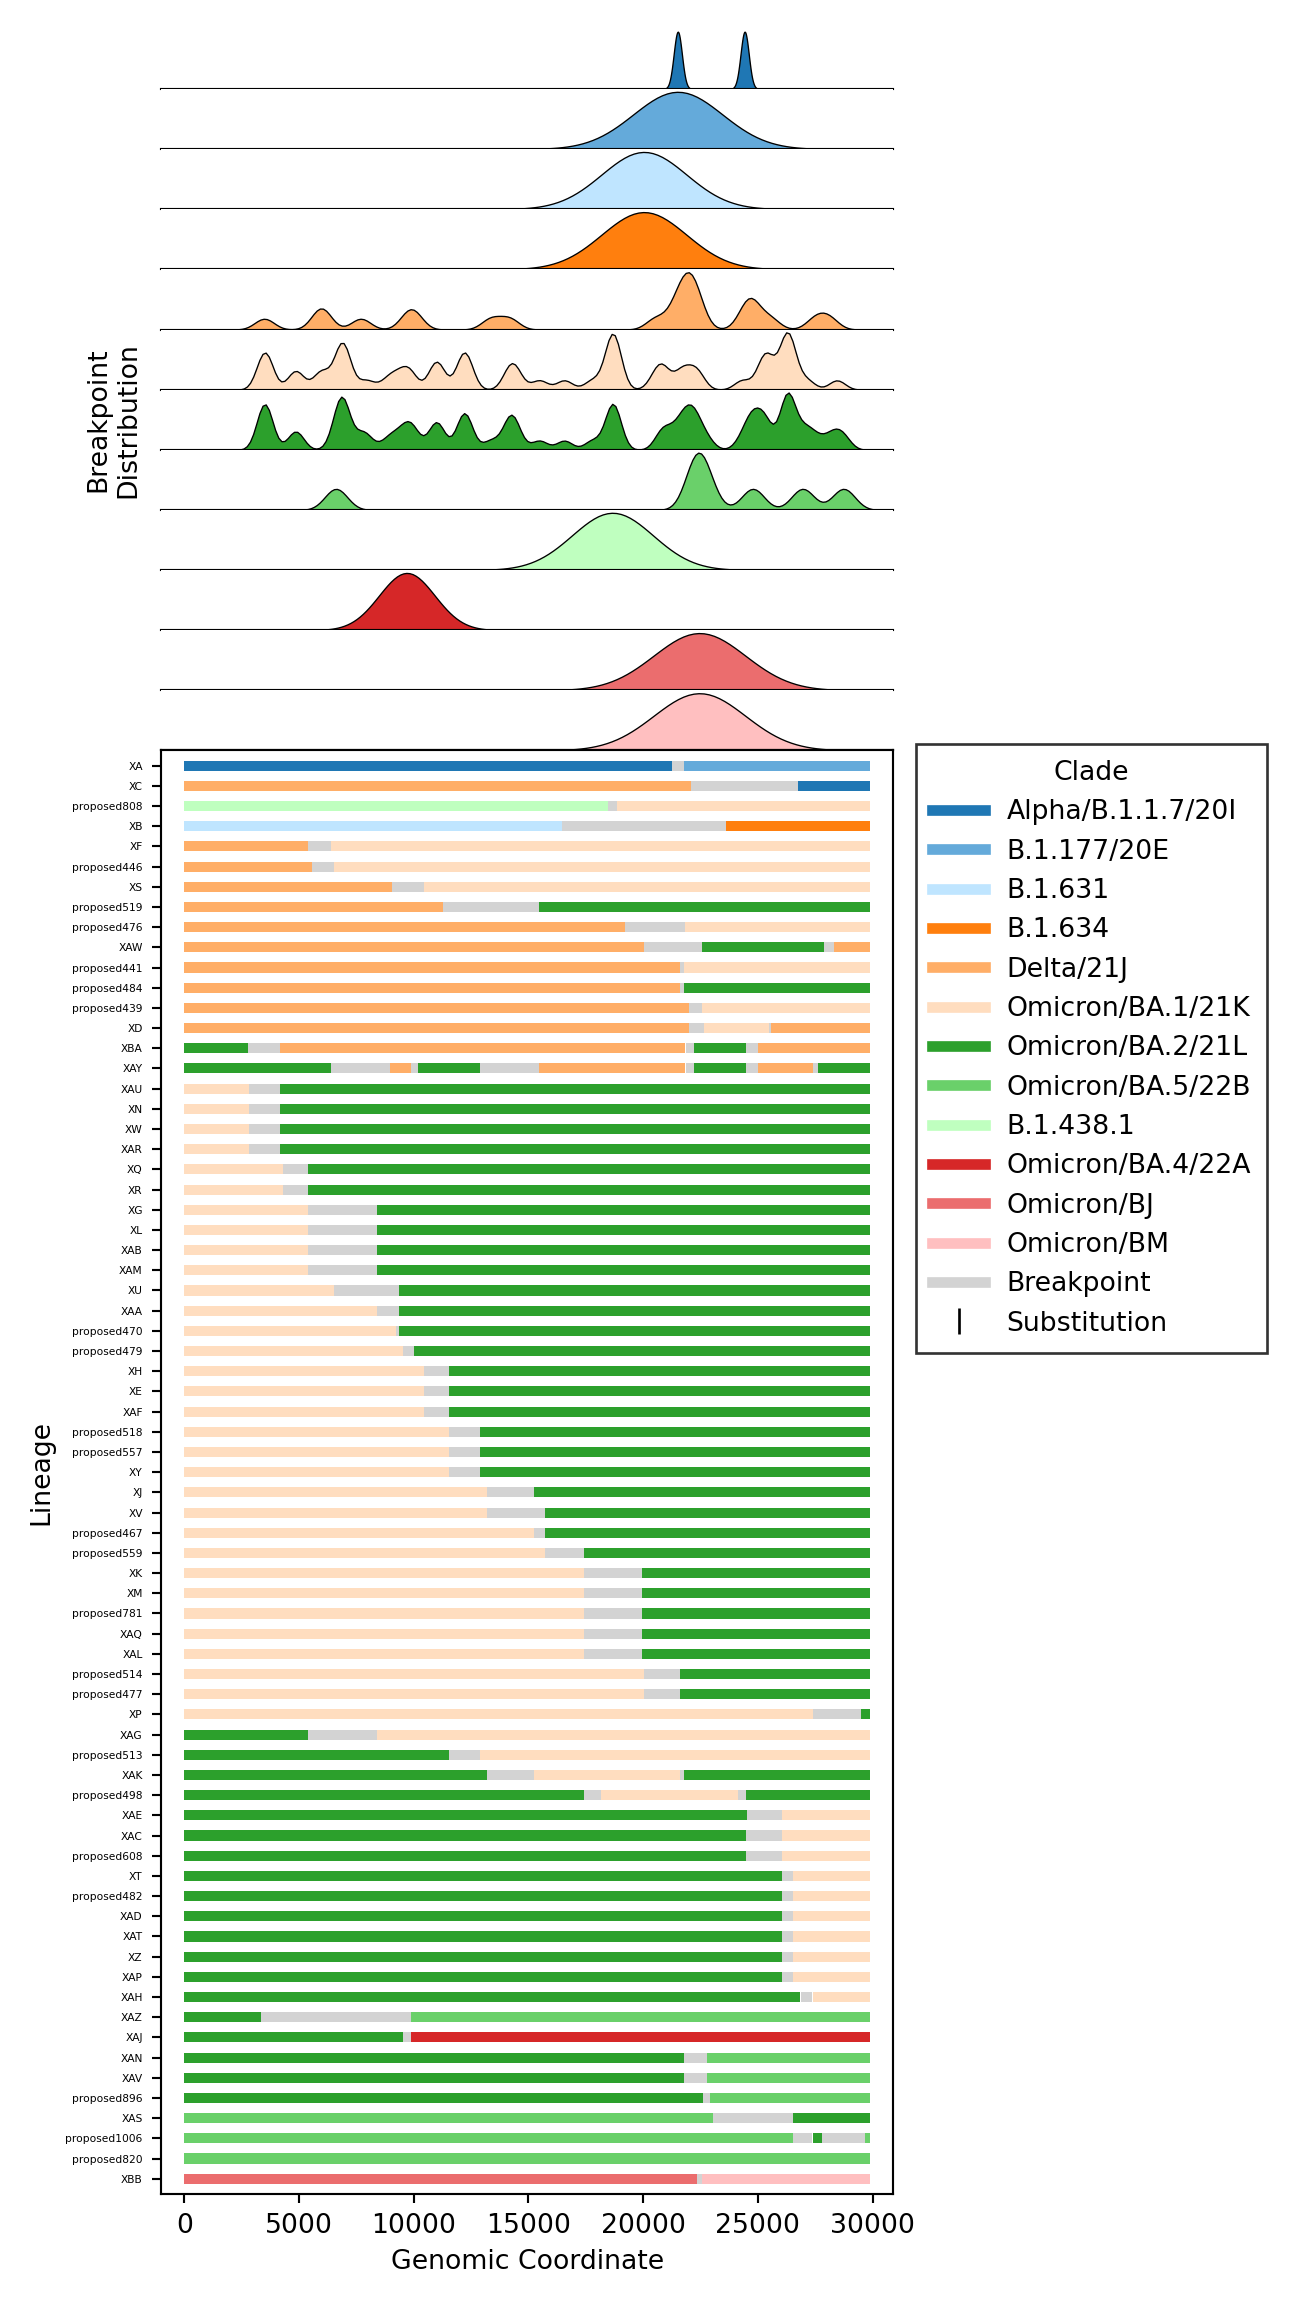 Breakpoint
Distribution
XA
XC
proposed808
XB
XF
proposed446
XS
proposed519
proposed476
XAW
proposed441
proposed484
proposed439
XD
XBA
XAY
XAU
XN
XW
XAR
XQ
XR
XG
XL
XAB
XAM
XU
XAA
proposed470
proposed479
XH
XE
XAF
proposed518
proposed557
XY
XJ
XV
proposed467
proposed559
XK
XM
proposed781
XAQ
XAL
proposed514
proposed477
XP
XAG
proposed513
XAK
proposed498
XAE
XAC
proposed608
XT
proposed482
XAD
XAT
XZ
XAP
XAH
XAZ
XAJ
XAN
XAV
proposed896
XAS
proposed1006
proposed820
XBB
Lineage
0 5000 10000 15000 20000 25000 30000
Genomic Coordinate
Clade
Alpha/B.1.1.7/20I
B.1.177/20E
B.1.631
B.1.634
Delta/21J
Omicron/BA.1/21K
Omicron/BA.2/21L
Omicron/BA.5/22B
B.1.438.1
Omicron/BA.4/22A
Omicron/BJ
Omicron/BM
Breakpoint
Substitution